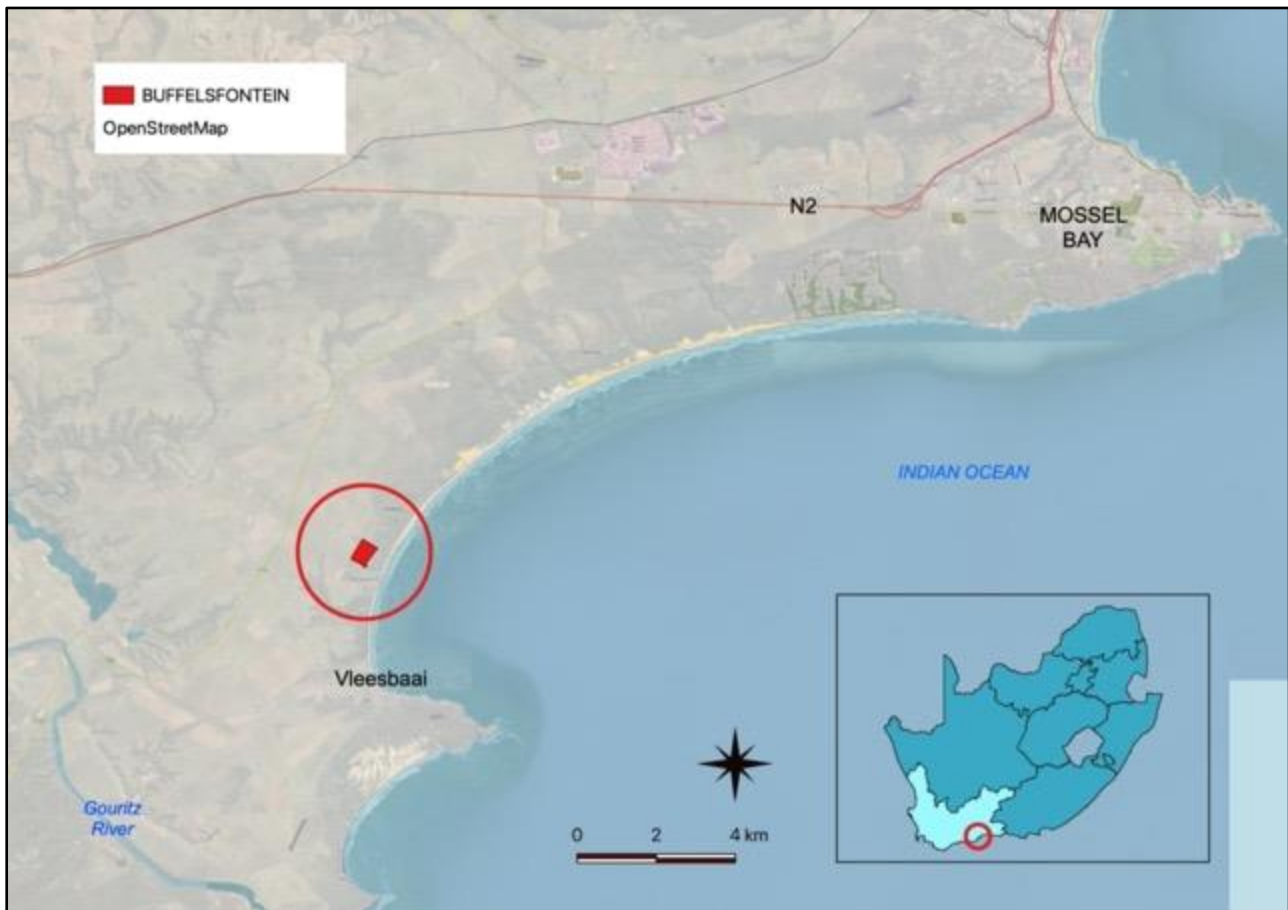 BUFFELSFONTEIN
OpenStreetMap
N2
MOSSEL
BAY
INDIAN OCEAN
Vleesbaai
Gouritz
River
0 2 4 km